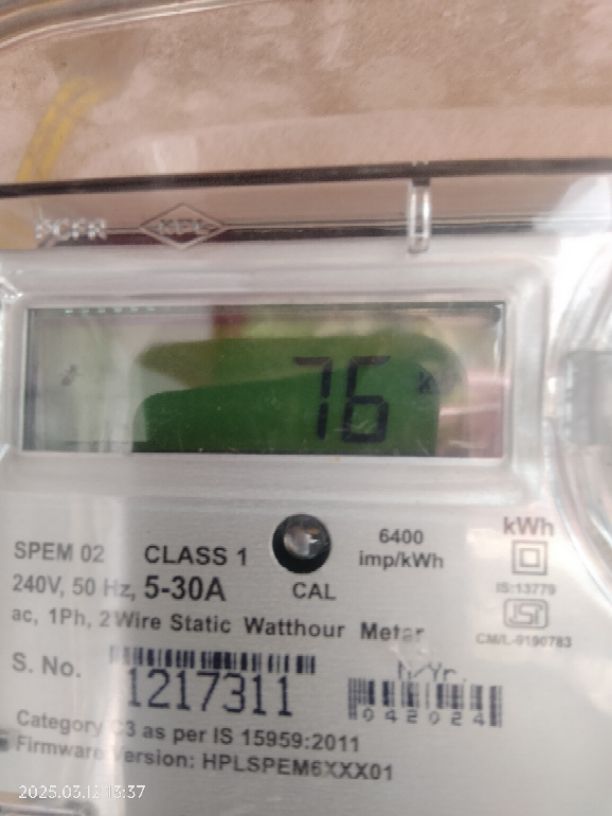 HPL
76 k
6400
imp/kWh
kWh
SPEM 02 CLASS 1
240V, 50 Hz, 5-30A
CAL
IS:13779
ISI
CM/L-9190783
ac, 1Ph, 2Wire Static Watthour Meter
S. No.
1217311
M/Yr.
042024
Category C3 as per IS 15959:2011
Firmware Version: HPLSPEM6XXX01
2025.03.12 13:37